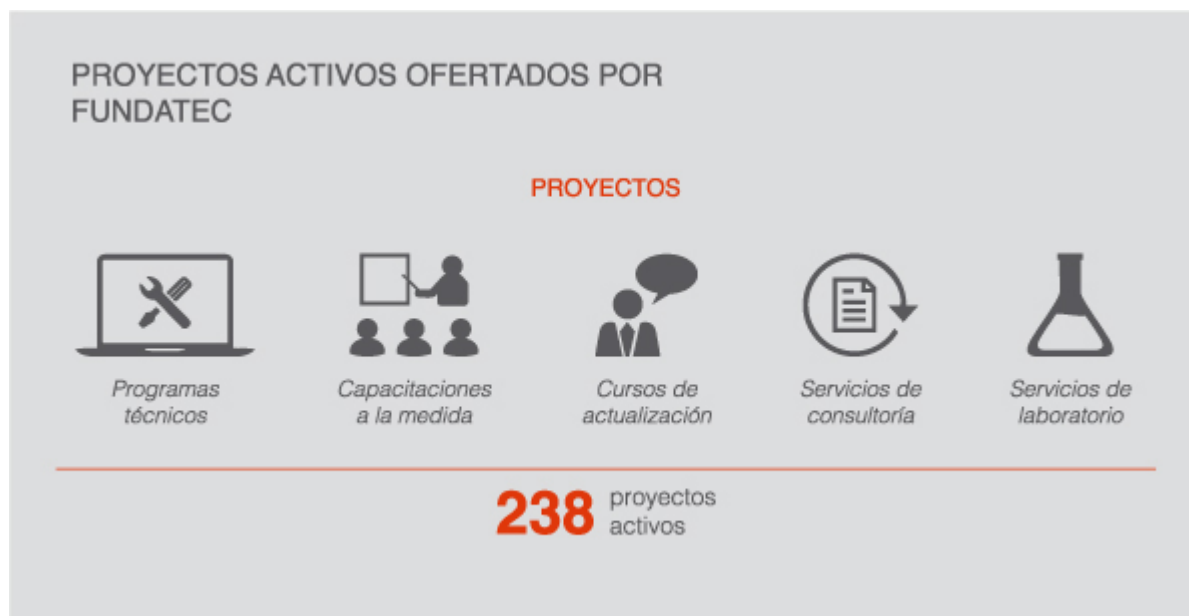 PROYECTOS ACTIVOS OFERTADOS POR
FUNDATEC
PROYECTOS
Programas
técnicos
Capacitaciones
a la medida
Cursos de
actualización
Servicios de
consultoría
Servicios de
laboratorio
238 proyectos
activos